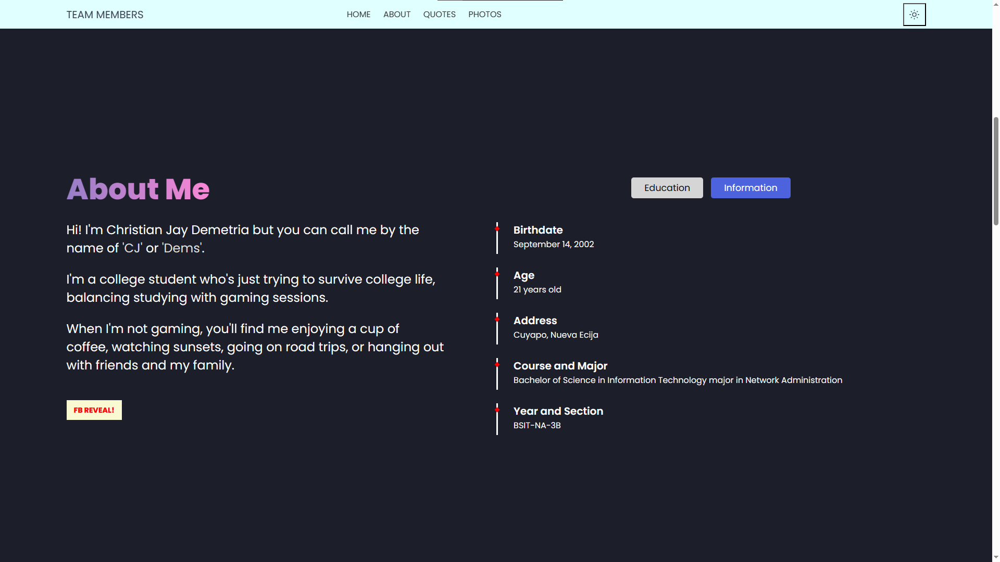 TEAM MEMBERS
HOME
ABOUT
QUOTES
PHOTOS
About Me
Hi! I'm Christian Jay Demetria but you can call me by the
name of 'CJ' or 'Dems'.
I'm a college student who's just trying to survive college life,
balancing studying with gaming sessions.
When I'm not gaming, you'll find me enjoying a cup of
coffee, watching sunsets, going on road trips, or hanging out
with friends and my family.
FB REVEAL!
Education
Information
Birthdate
September 14, 2002
Age
21 years old
Address
Cuyapo, Nueva Ecija
Course and Major
Bachelor of Science in Information Technology major in Network Administration
Year and Section
BSIT-NA-3B